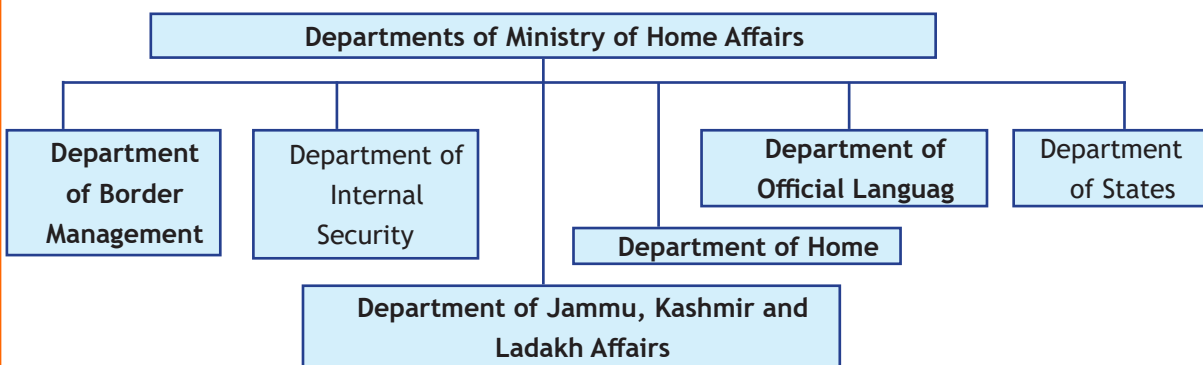 Departments of Ministry of Home Affairs
Department
of Border
Management
Department of
Internal
Security
Department of Jammu, Kashmir and
Ladakh Affairs
Department of Home
Department of
Official Languag
Department
of States